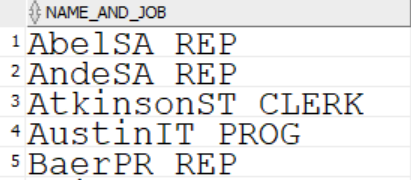 NAME_AND_JOB
1 AbelSA REP
2 AndeSA REP
3 AtkinsonST CLERK
4 AustinIT PROG
5 BaerPR REP